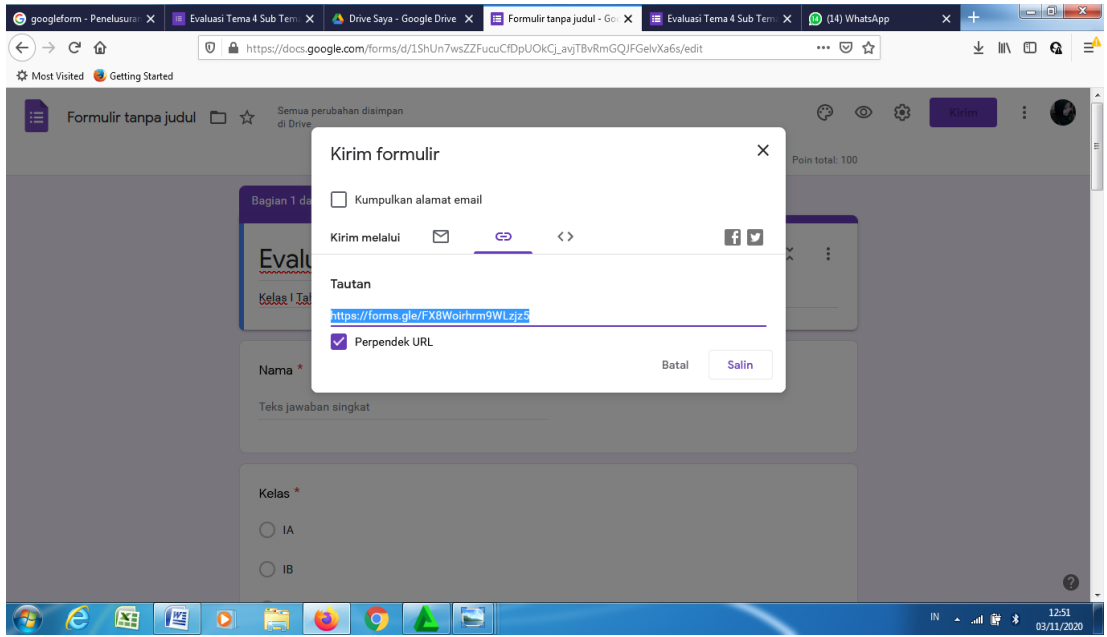 googleform - Penelusuran
Evaluasi Tema 4 Sub Tema
Drive Saya - Google Drive
Formulir tanpa judul - Goo
Evaluasi Tema 4 Sub Tema
(14) WhatsApp
https://docs.google.com/forms/d/1ShUn7wsZZFucuCfDpUOkCj_avjTBvRmGQJFGelvXa6s/edit
Most Visited
Getting Started
Formulir tanpa judul
Semua perubahan disimpan
di Drive
Kirim
Kirim formulir
Poin total: 100
Kumpulkan alamat email
Bagian 1 da
Kirim melalui
Evalu
Tautan
Kelas I Tah
https://forms.gle/FX8Woirhrm9WLzjz5
Perpendek URL
Batal
Salin
Nama *
Teks jawaban singkat
Kelas *
IA
IB
IN
12:51
03/11/2020